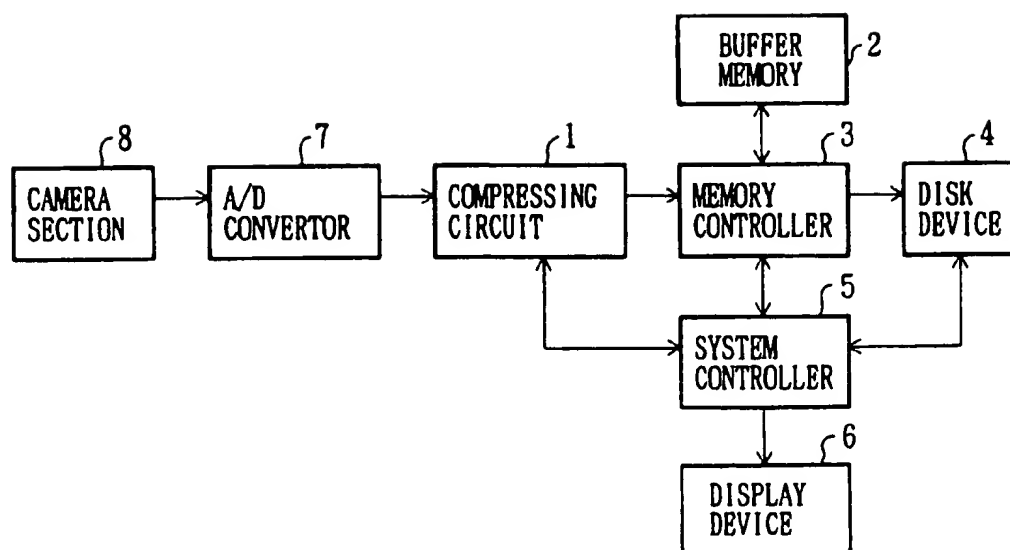 BUFFER
MEMORY
2
8
7
1
3
4
CAMERA
SECTION
A/D
CONVERTOR
COMPRESSING
CIRCUIT
MEMORY
CONTROLLER
DISK
DEVICE
5
SYSTEM
CONTROLLER
6
DISPLAY
DEVICE